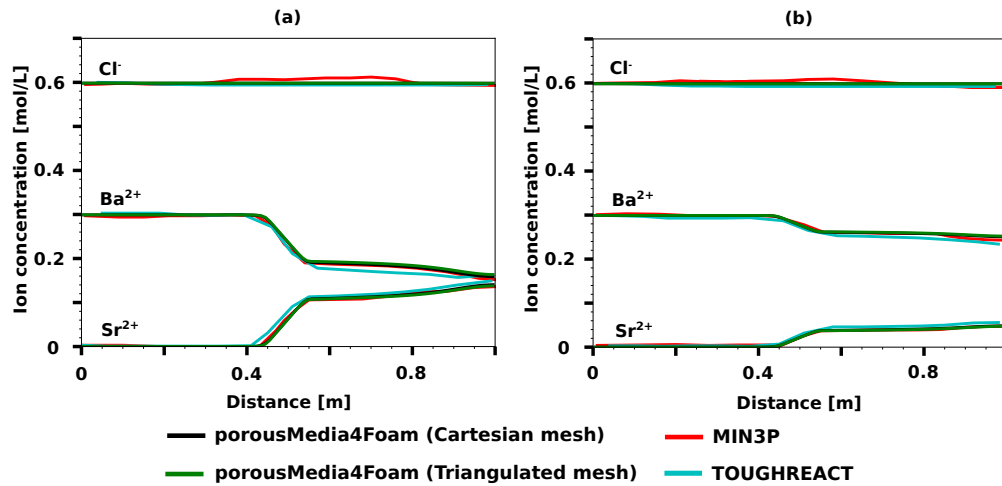 (a)
Ion concentration [mol/L]
0.6
0.4
0.2
0
Cl-
Ba2+
Sr2+
0
0.4
0.8
Distance [m]
(b)
Ion concentration [mol/L]
0.6
0.4
0.2
0
Cl-
Ba2+
Sr2+
0
0.4
0.8
Distance [m]
porousMedia4Foam (Cartesian mesh)
MIN3P
porousMedia4Foam (Triangulated mesh)
TOUGHREACT